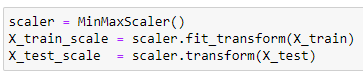 scaler = MinMaxScaler()
X_train_scale = scaler.fit_transform(X_train)
X_test_scale  = scaler.transform(X_test)